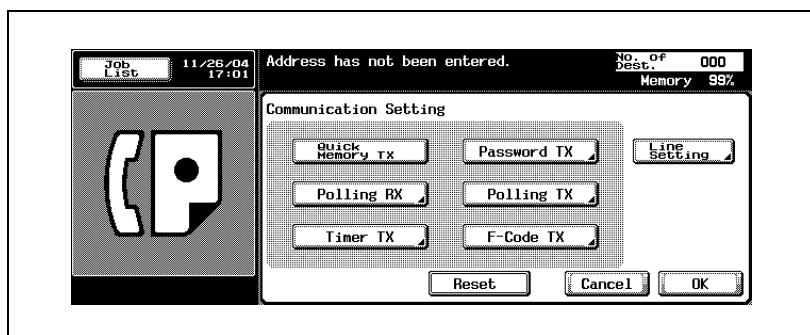 Job
List
11/26/04
17:01
Address has not been entered.
No. of
Dest.
000
Memory 99%
Communication Setting
Quick
Memory TX
Password TX
Line
Setting
Polling RX
Polling TX
Timer TX
F-Code TX
Reset
Cancel
OK